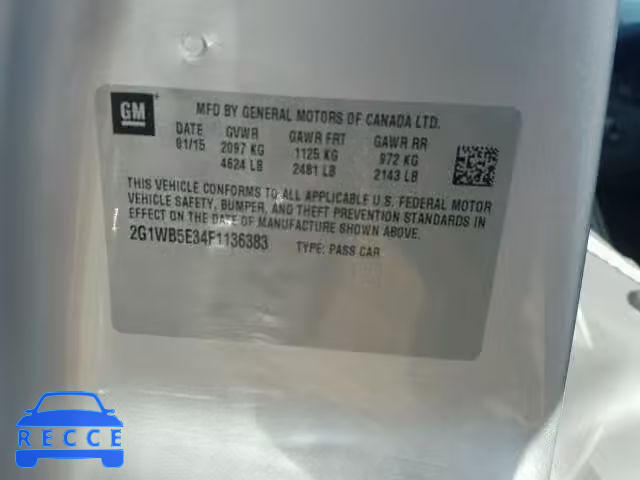 GM
MFD BY GENERAL MOTORS OF CANADA LTD.
DATE GVWR GAWR FRT GAWR RR
01/15 2097 KG 1125 KG 972 KG
4624 LB 2481 LB 2143 LB
THIS VEHICLE CONFORMS TO ALL APPLICABLE U.S. FEDERAL MOTOR
VEHICLE SAFETY, BUMPER, AND THEFT PREVENTION STANDARDS IN
EFFECT ON THE DATE OF MANUFACTURE SHOWN ABOVE.
2G1WB5E34F1136383 TYPE: PASS CAR
RECCE